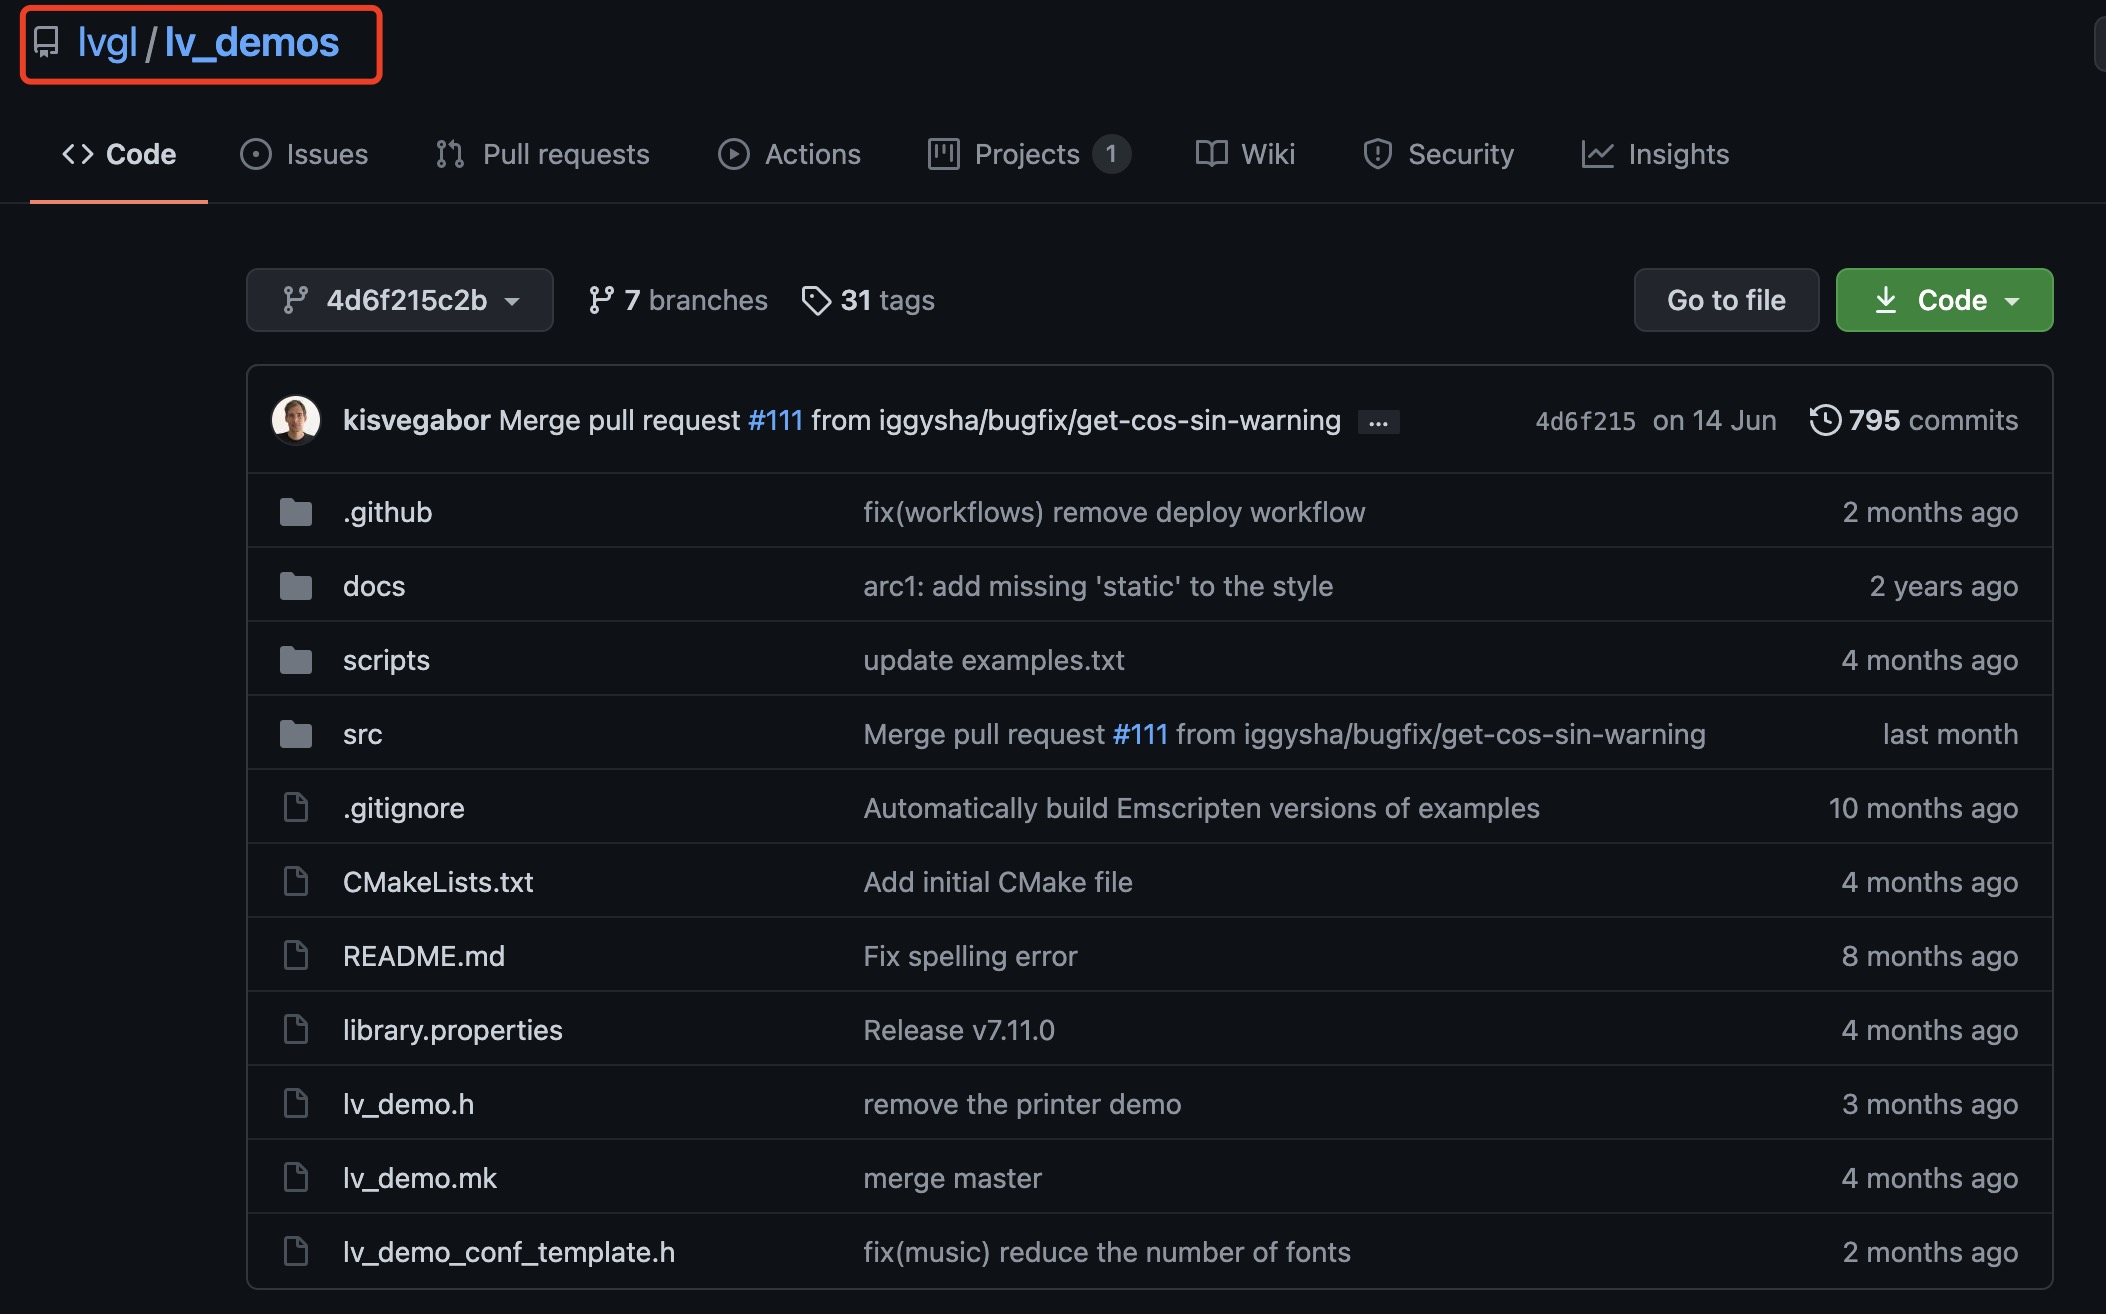 lvgl / lv_demos
Code Issues Pull requests Actions Projects 1 Wiki Security Insights
4d6f215c2b 7 branches 31 tags Go to file Code
kisvegabor Merge pull request #111 from iggysha/bugfix/get-cos-sin-warning ... 4d6f215 on 14 Jun 795 commits
.github fix(workflows) remove deploy workflow 2 months ago
docs arc1: add missing 'static' to the style 2 years ago
scripts update examples.txt 4 months ago
src Merge pull request #111 from iggysha/bugfix/get-cos-sin-warning last month
.gitignore Automatically build Emscripten versions of examples 10 months ago
CMakeLists.txt Add initial CMake file 4 months ago
README.md Fix spelling error 8 months ago
library.properties Release v7.11.0 4 months ago
lv_demo.h remove the printer demo 3 months ago
lv_demo.mk merge master 4 months ago
lv_demo_conf_template.h fix(music) reduce the number of fonts 2 months ago